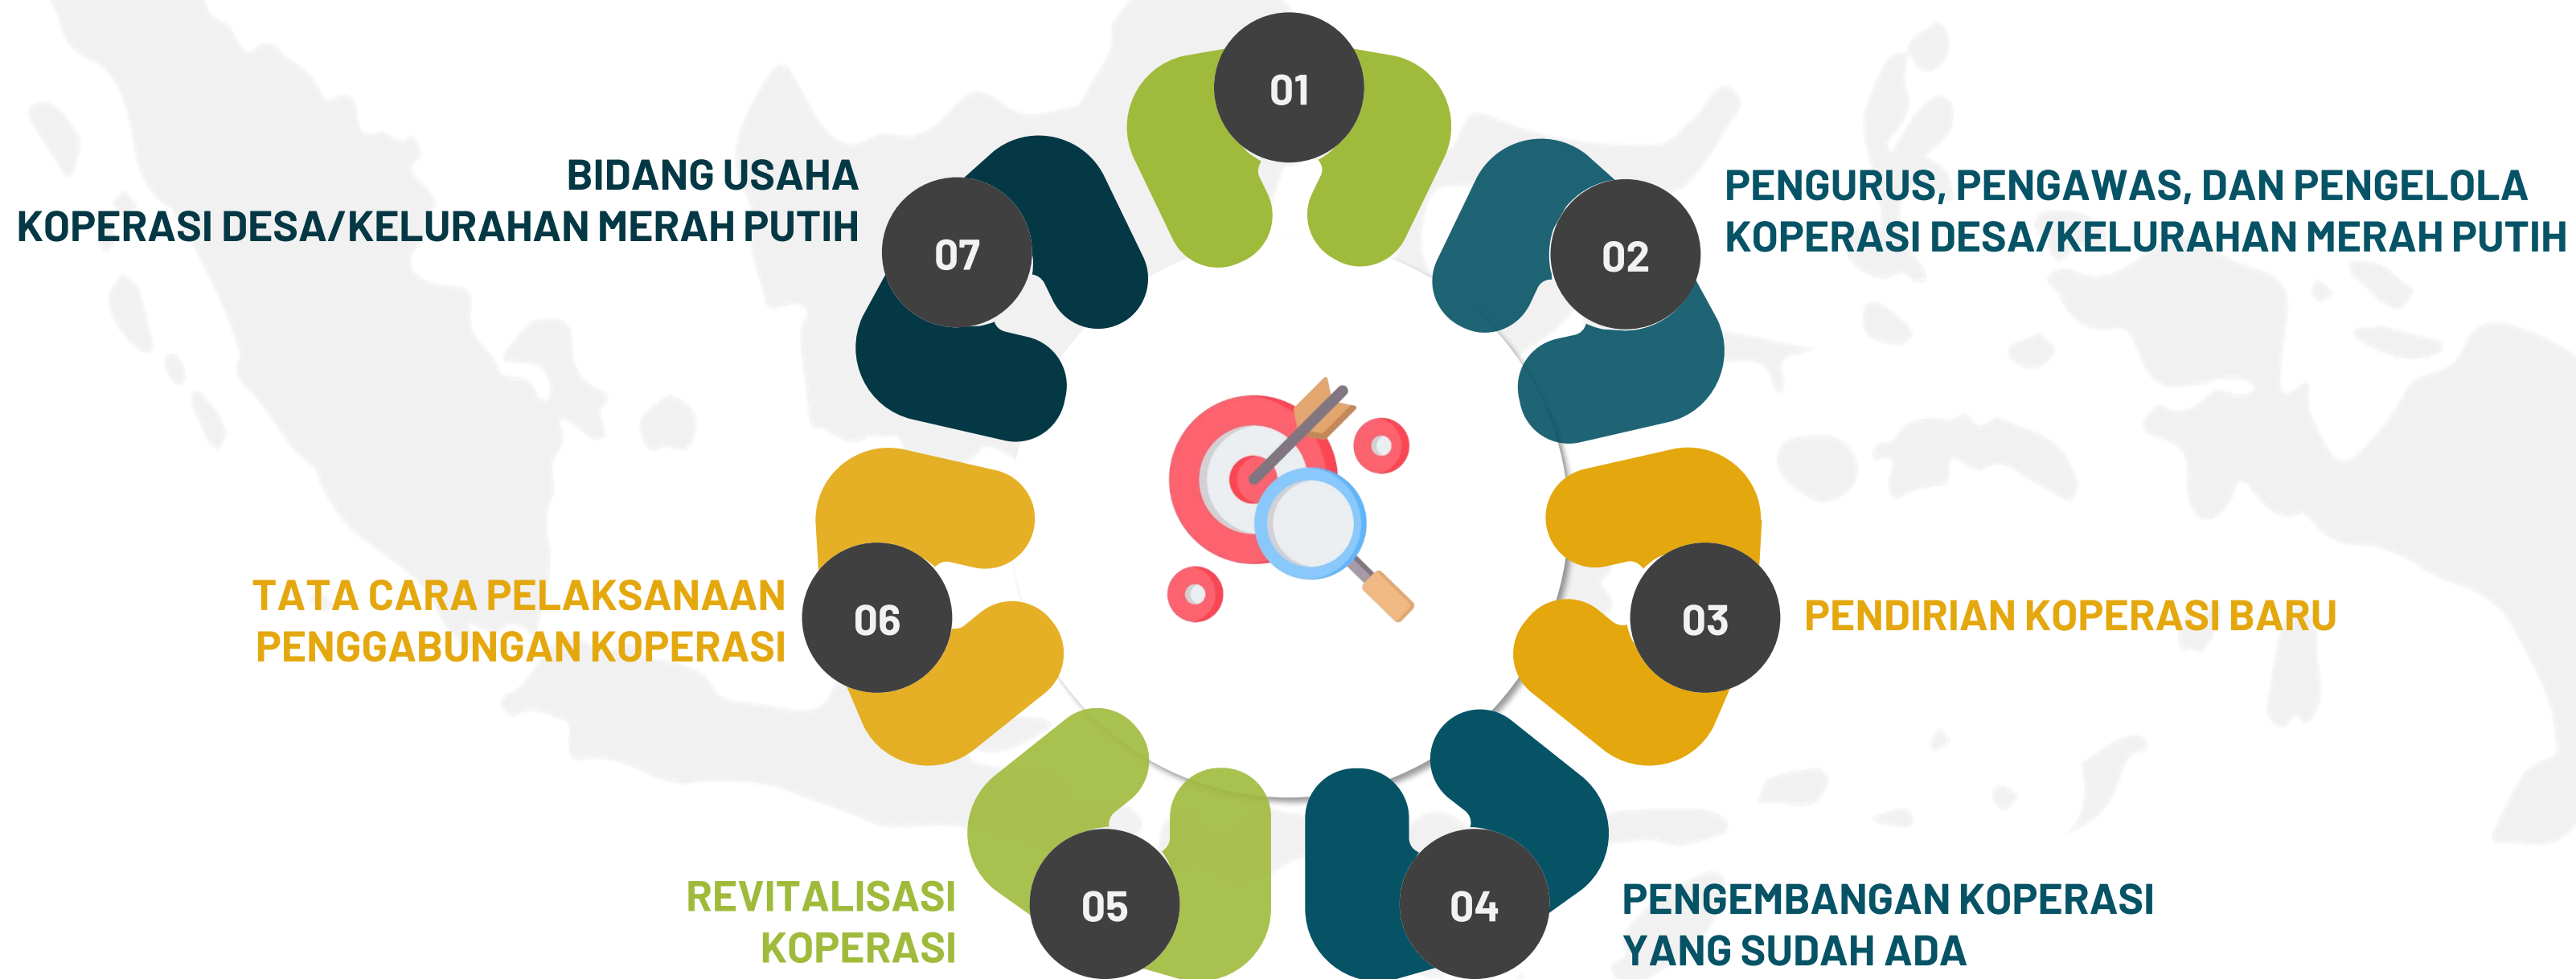 01
02
PENGURUS, PENGAWAS, DAN PENGELOLA
KOPERASI DESA/KELURAHAN MERAH PUTIH
03
PENDIRIAN KOPERASI BARU
04
PENGEMBANGAN KOPERASI
YANG SUDAH ADA
05
REVITALISASI
KOPERASI
06
TATA CARA PELAKSANAAN
PENGGABUNGAN KOPERASI
07
BIDANG USAHA
KOPERASI DESA/KELURAHAN MERAH PUTIH